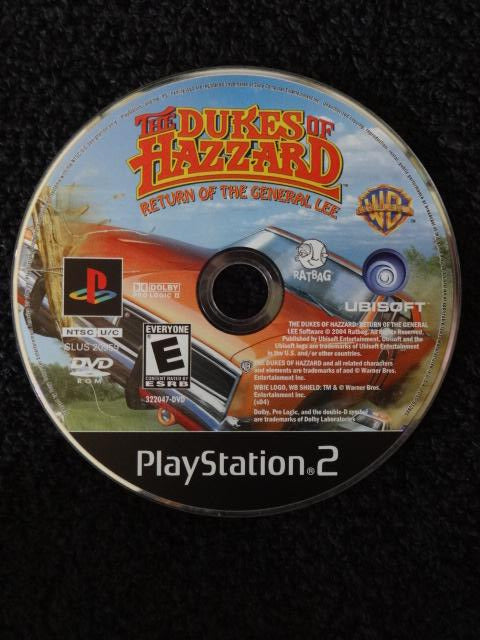 THE DUKES OF
HAZZARD
RETURN OF THE GENERAL LEE
WB
RATBAG
DOLBY
PRO LOGIC II
UBISOFT
NTSC U/C
DVD
ROM
EVERYONE
E
CONTENT RATED BY
ESRB
322047-DVD
THE DUKES OF HAZZARD: RETURN OF THE GENERAL
LEE Software © 2004 Ratbag. All Rights Reserved.
Published by Ubisoft Entertainment. Ubisoft and the
Ubisoft logo are trademarks of Ubisoft Entertainment
in the U.S. and/or other countries.
THE DUKES OF HAZZARD and all related characters
and elements are trademarks of and © Warner Bros.
Entertainment Inc.
WBIE LOGO, WB SHIELD: TM & © Warner Bros.
Entertainment Inc.
(s04)
Dolby, Pro Logic, and the double-D symbol
are trademarks of Dolby Laboratories
PlayStation®2